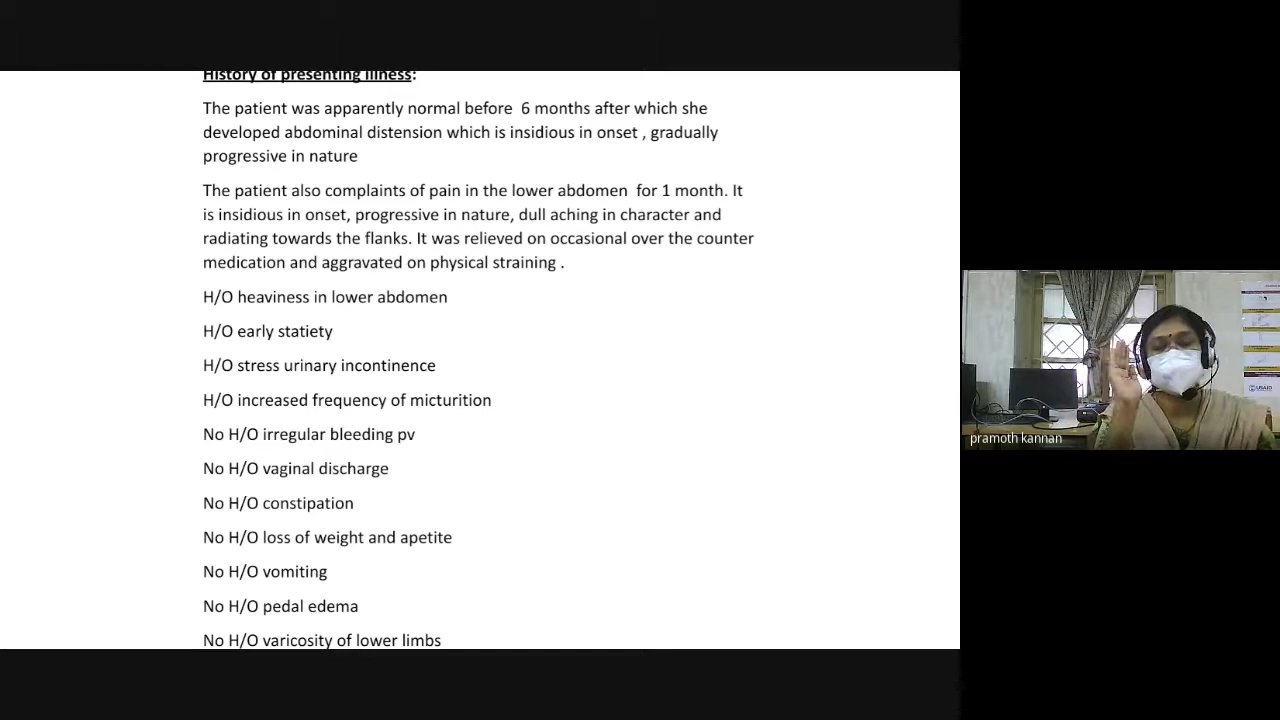 History of presenting illness:
The patient was apparently normal before  6 months after which she
developed abdominal distension which is insidious in onset , gradually
progressive in nature
The patient also complaints of pain in the lower abdomen  for 1 month. It
is insidious in onset, progressive in nature, dull aching in character and
radiating towards the flanks. It was relieved on occasional over the counter
medication and aggravated on physical straining .
H/O heaviness in lower abdomen
H/O early statiety
H/O stress urinary incontinence
H/O increased frequency of micturition
No H/O irregular bleeding pv
No H/O vaginal discharge
No H/O constipation
No H/O loss of weight and apetite
No H/O vomiting
No H/O pedal edema
No H/O varicosity of lower limbs
USAID
pramoth kannan